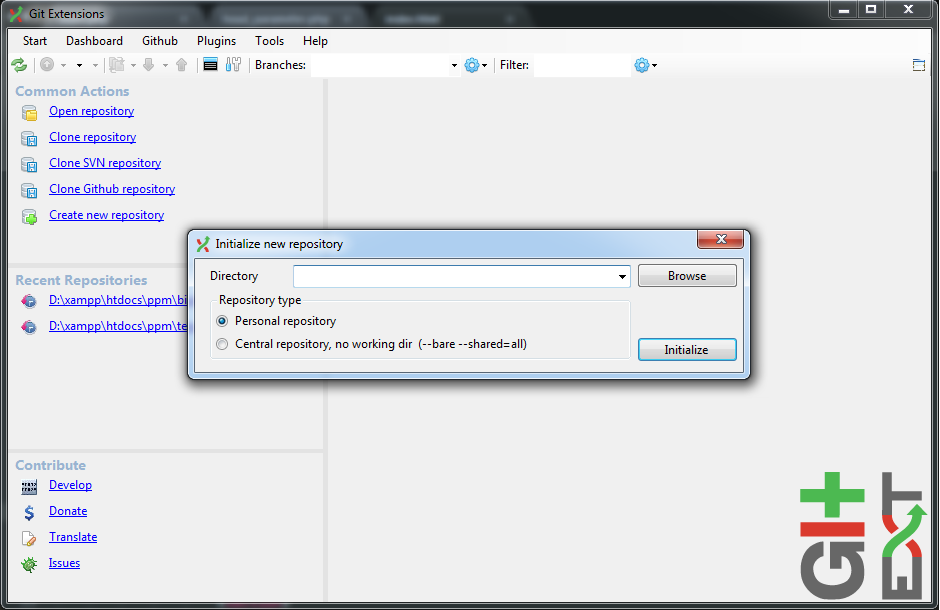 Git Extensions
Start Dashboard Github Plugins Tools Help
Branches: Filter:
Common Actions
Open repository
Clone repository
Clone SVN repository
Clone Github repository
Create new repository
Initialize new repository
Directory Browse
Repository type
Personal repository
Central repository, no working dir (--bare --shared=all)
Initialize
Recent Repositories
D:\xampp\htdocs\ppm\bi
D:\xampp\htdocs\ppm\te
Contribute
Develop
Donate
Translate
Issues
GIt
EXT